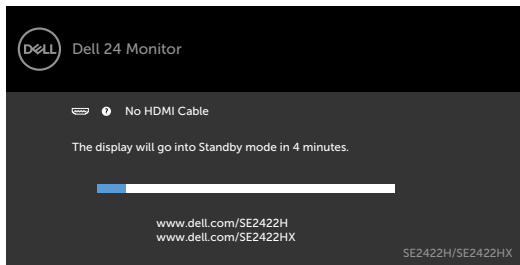 DELL
Dell 24 Monitor
? No HDMI Cable
The display will go into Standby mode in 4 minutes.
www.dell.com/SE2422H
www.dell.com/SE2422HX
SE2422H/SE2422HX